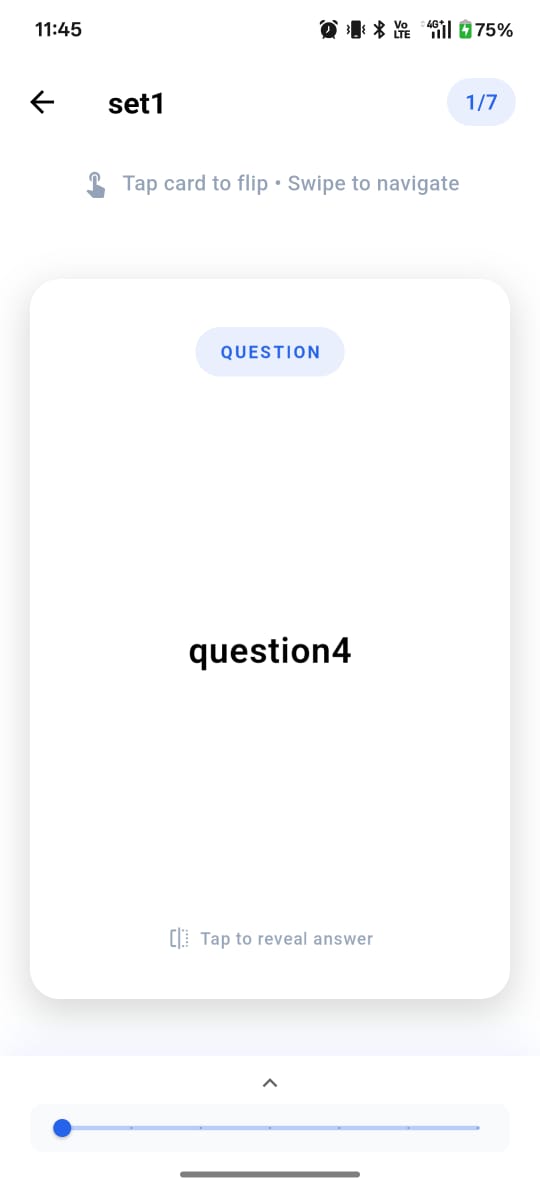 11:45 Vo LTE 4G+ 75%
set1 1/7
Tap card to flip • Swipe to navigate
QUESTION
question4
Tap to reveal answer